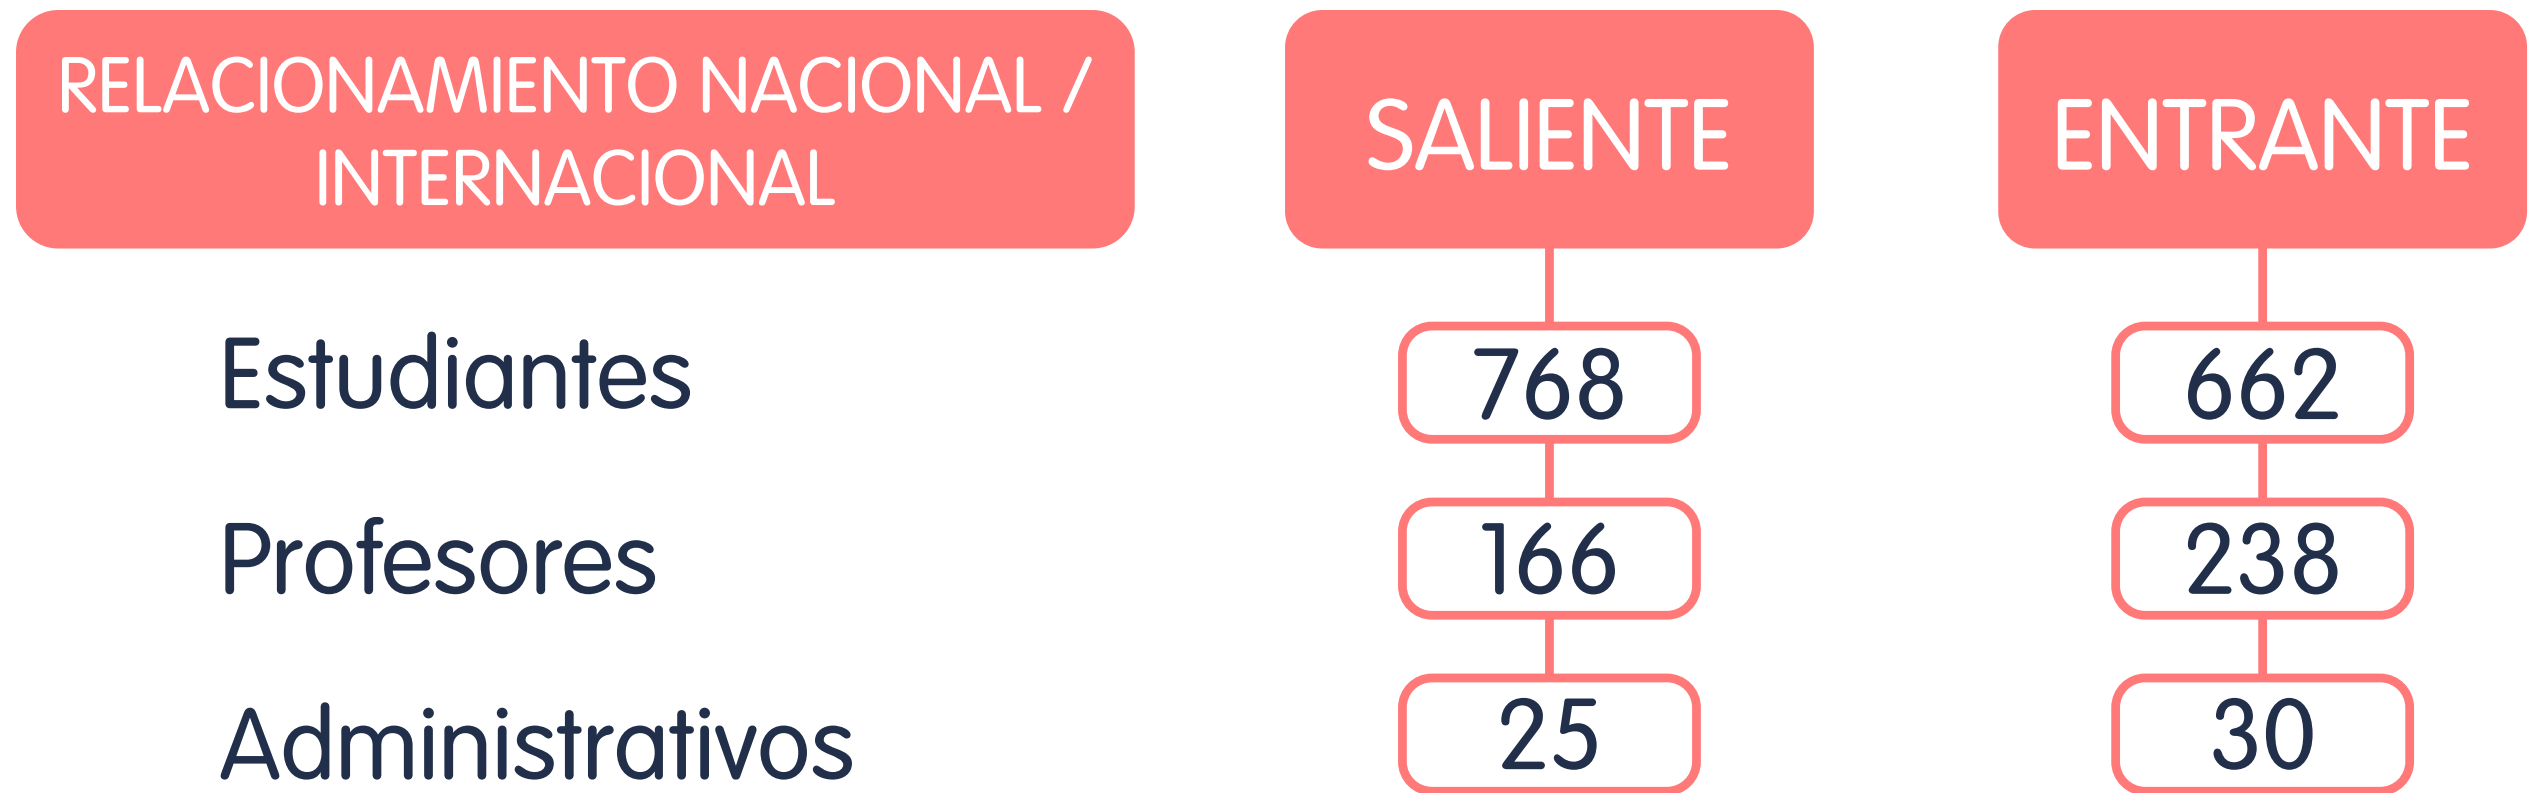 RELACIONAMIENTO NACIONAL /
INTERNACIONAL
SALIENTE
ENTRANTE
Estudiantes
768
662
Profesores
166
238
Administrativos
25
30